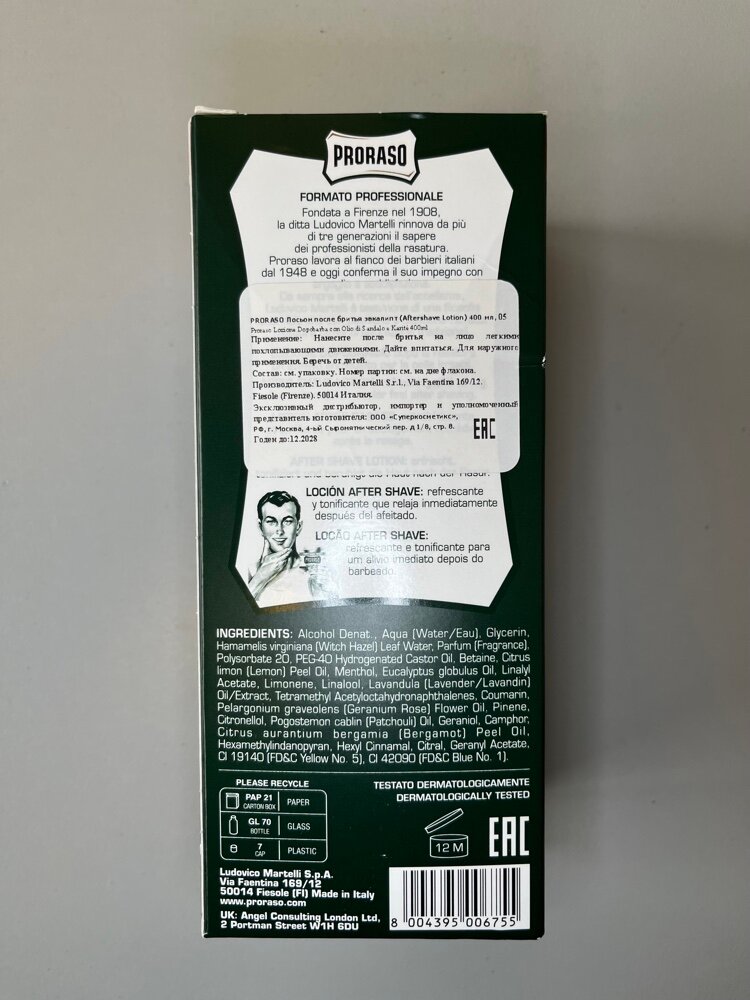 PRORASO
FORMATO PROFESSIONALE
Fondata a Firenze nel 1908,
la ditta Ludovico Martelli rinnova da più
di tre generazioni il sapere
dei professionisti della rasatura.
Proraso lavora al fianco dei barbieri italiani
dal 1948 e oggi conferma il suo impegno con
PRORASO Лосьон после бритья эвкалипт (Aftershave Lotion) 400 мл, 05
Proraso Lozione Dopobarba con Olio di Sandalo e Karitè 400ml
Применение: Нанесите после бритья на лицо легкими
похлопывающими движениями. Дайте впитаться. Для наружного
применения. Беречь от детей.
Состав: см. упаковку. Номер партии: см. на дне флакона.
Производитель: Ludovico Martelli S.r.l., Via Faentina 169/12,
Fiesole (Firenze). 50014 Италия.
Эксклюзивный дистрибьютор, импортер и уполномоченный
представитель изготовителя: ООО «Суперкосметикс»,
РФ, г. Москва, 4-ый Сыромятнический пер. д 1/8, стр. 8.
Годен до:12.2028
EAC
AFTER SHAVE LOTION:
LOCIÓN AFTER SHAVE: refrescante
y tonificante que relaja inmediatamente
después del afeitado.
LOÇÃO AFTER SHAVE:
refrescante e tonificante para
um alívio imediato depois do
barbeado.
INGREDIENTS: Alcohol Denat., Aqua (Water/Eau), Glycerin,
Hamamelis virginiana (Witch Hazel) Leaf Water, Parfum (Fragrance),
Polysorbate 20, PEG-40 Hydrogenated Castor Oil, Betaine, Citrus
limon (Lemon) Peel Oil, Menthol, Eucalyptus globulus Oil, Linalyl
Acetate, Limonene, Linalool, Lavandula (Lavender/Lavandin)
Oil/Extract, Tetramethyl Acetyloctahydronaphthalenes, Coumarin,
Pelargonium graveolens (Geranium Rose) Flower Oil, Pinene,
Citronellol, Pogostemon cablin (Patchouli) Oil, Geraniol, Camphor,
Citrus aurantium bergamia (Bergamot) Peel Oil,
Hexamethylindanopyran, Hexyl Cinnamal, Citral, Geranyl Acetate,
CI 19140 (FD&C Yellow No. 5), CI 42090 (FD&C Blue No. 1).
PLEASE RECYCLE
PAP 21
CARTON BOX
PAPER
GL 70
BOTTLE
GLASS
7
CAP
PLASTIC
TESTATO DERMATOLOGICAMENTE
DERMATOLOGICALLY TESTED
12 M
EAC
Ludovico Martelli S.p.A.
Via Faentina 169/12
50014 Fiesole (FI) Made in Italy
www.proraso.com
UK: Angel Consulting London Ltd,
2 Portman Street W1H 6DU
8 004395 006755